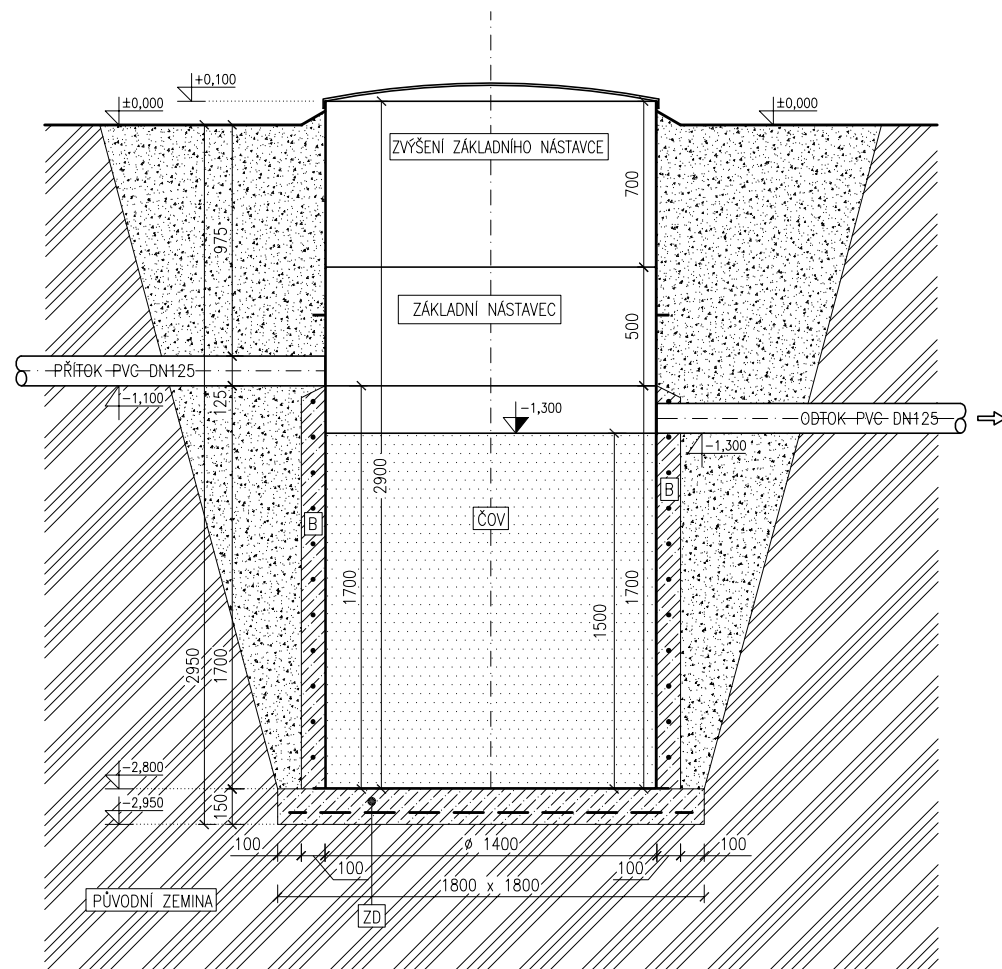 +0,100
±0,000
±0,000
ZVÝŠENÍ ZÁKLADNÍHO NÁSTAVCE
700
975
ZÁKLADNÍ NÁSTAVEC
500
PŘÍTOK PVC DN125
125
-1,100
-1,300
ODTOK PVC DN125
-1,300
2900
B
B
ČOV
1700
1500
1700
2950
1700
-2,800
-2,950
150
100
100
ϕ 1400
100
100
1800 x 1800
PŮVODNÍ ZEMINA
ZD